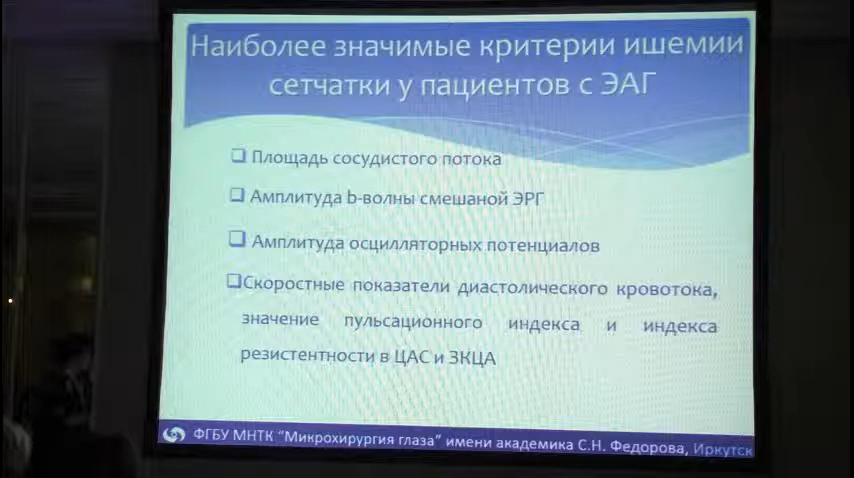 Наиболее значимые критерии ишемии
сетчатки у пациентов с ЭАГ
❑ Площадь сосудистого потока
❑ Амплитуда b-волны смешаной ЭРГ
❑ Амплитуда осцилляторных потенциалов
❑Скоростные показатели диастолического кровотока,
значение пульсационного индекса и индекса
резистентности в ЦАС и ЗКЦА
ФГБУ МНТК "Микрохирургия глаза" имени академика С.Н. Федорова, Иркутск